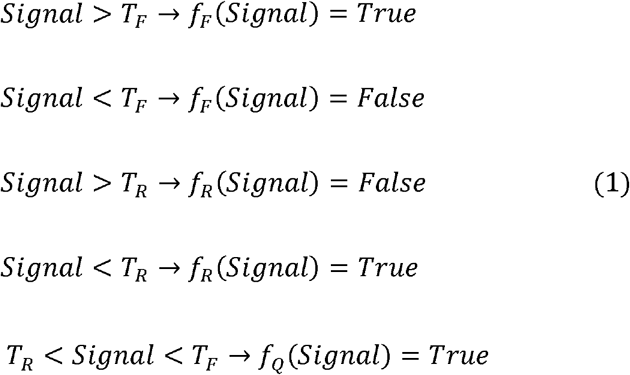 Signal > T_F → f_F(Signal) = True
Signal < T_F → f_F(Signal) = False
Signal > T_R → f_R(Signal) = False (1)
Signal < T_R → f_R(Signal) = True
T_R < Signal < T_F → f_Q(Signal) = True